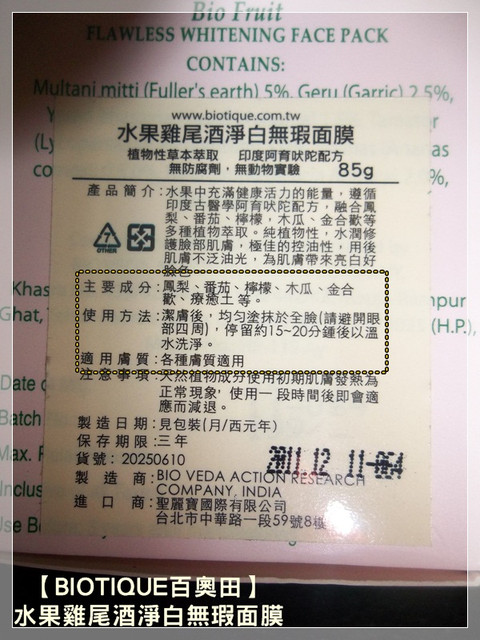 Bio Fruit
FLAWLESS WHITENING FACE PACK
CONTAINS:
Multani mitti (Fuller's earth) 5%, Geru (Garric) 2.5%,
www.biotique.com.tw
水果雞尾酒淨白無瑕面膜
植物性草本萃取 印度阿育吠陀配方
無防腐劑，無動物實驗 85g
產品簡介:水果中充滿健康活力的能量，遵循
印度古醫學阿育吠陀配方，融合鳳
梨、番茄、檸檬，木瓜、金合歡等
多種植物萃取。純植物性，水潤修
護臉部肌膚，極佳的控油性，用後
肌膚不泛油光，為肌膚帶來亮白好
臉色
7
OTHER
主要成分:鳳梨、番茄、檸檬、木瓜、金合
歡、療癒土等。
使用方法:潔膚後，均勻塗抹於全臉(請避開眼
部四周)，停留約15~20分鍾後以溫
水洗淨。
適用膚質:各種膚質適用
注意事項:天然植物成分使用初期肌膚發熱為
正常現象，使用一段時間後即會適
應而減退。
製造日期:見包裝(月/西元年)
保存期限:三年
貨號: 20250610
2011.12 11-064
製造商:BIO VEDA ACTION RESEARCH
COMPANY, INDIA
進口商:聖麗寶國際有限公司
台北市中華路一段59號8樓
Khas
Ghat,
mpur
(H.P.),
Date o
Batch
Max. R
Inclus
Use Be
【BIOTIQUE百奧田】
水果雞尾酒淨白無瑕面膜